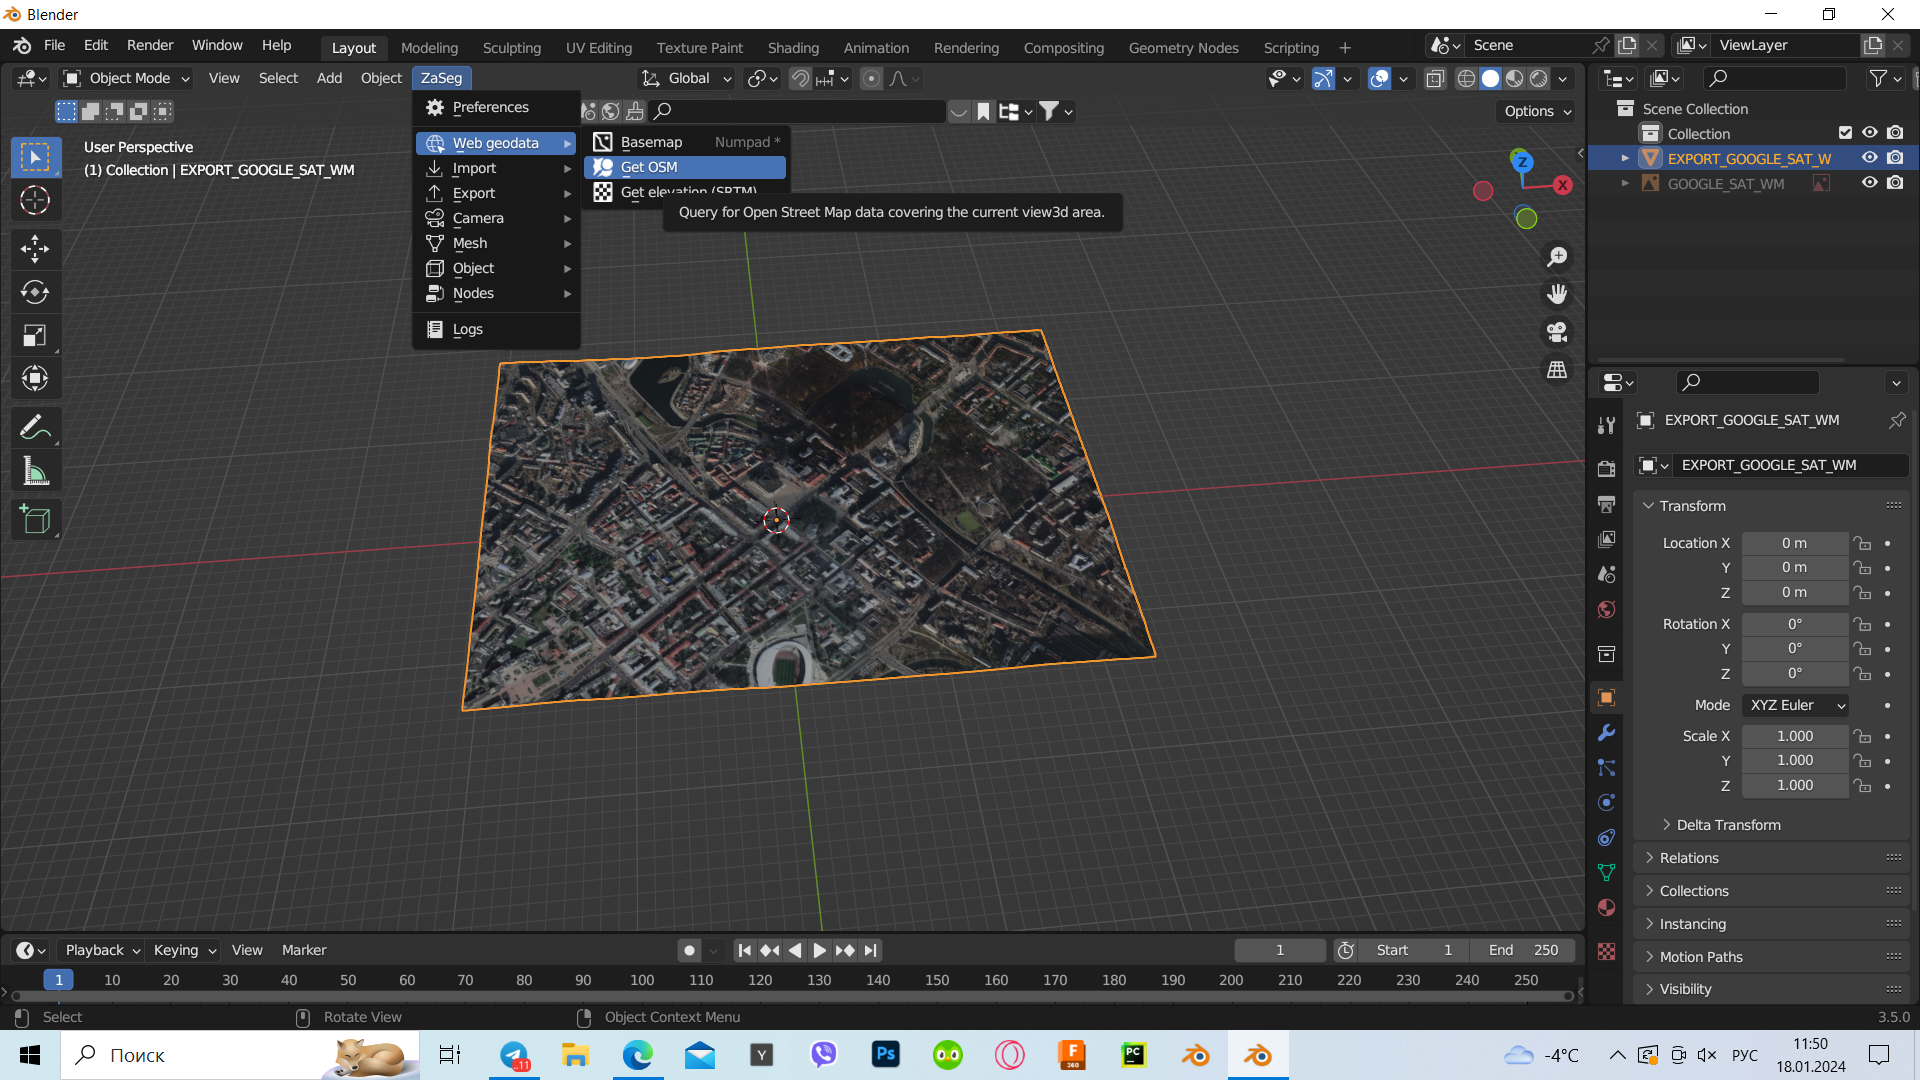 Blender
File Edit Render Window Help Layout Modeling Sculpting UV Editing Texture Paint Shading Animation Rendering Compositing Geometry Nodes Scripting + Scene ViewLayer
Object Mode View Select Add Object ZaSeg Global
Options
User Perspective
(1) Collection | EXPORT_GOOGLE_SAT_WM
Preferences
Web geodata
Import
Export
Camera
Mesh
Object
Nodes
Logs
Basemap Numpad *
Get OSM
Get elevation (SRTM)
Query for Open Street Map data covering the current view3d area.
Z
X
Scene Collection
Collection
EXPORT_GOOGLE_SAT_W
GOOGLE_SAT_WM
EXPORT_GOOGLE_SAT_WM
EXPORT_GOOGLE_SAT_WM
Transform
Location X 0 m
Y 0 m
Z 0 m
Rotation X 0°
Y 0°
Z 0°
Mode XYZ Euler
Scale X 1.000
Y 1.000
Z 1.000
Delta Transform
Relations
Collections
Instancing
Motion Paths
Visibility
Playback Keying View Marker 1 Start 1 End 250
1 10 20 30 40 50 60 70 80 90 100 110 120 130 140 150 160 170 180 190 200 210 220 230 240 250
Select Rotate View Object Context Menu 3.5.0
Поиск ..11 Y Ps F 360 PC -4°C РУС 11:50
18.01.2024